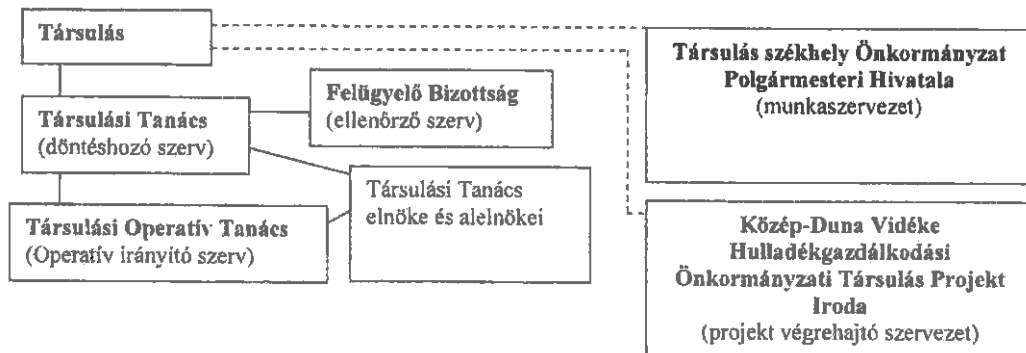 Társulás
Társulási Tanács
(döntéshozó szerv)
Társulási Operatív Tanács
(Operatív irányító szerv)
Felügyelő Bizottság
(ellenőrző szerv)
Társulási Tanács
elnöke és alelnökei
Társulás székhely Önkormányzat
Polgármesteri Hivatala
(munkaszervezet)
Közép-Duna Vidéke
Hulladékgazdálkodási
Önkormányzati Társulás Projekt
Iroda
(projekt végrehajtó szervezet)